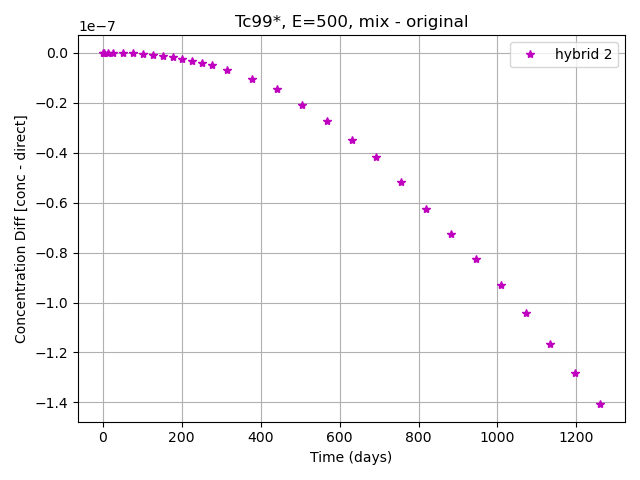 Tc99*, E=500, mix - original
1e−7
hybrid 2
0.0
−0.2
−0.4
−0.6
−0.8
−1.0
−1.2
−1.4
Concentration Diff [conc - direct]
0 200 400 600 800 1000 1200
Time (days)